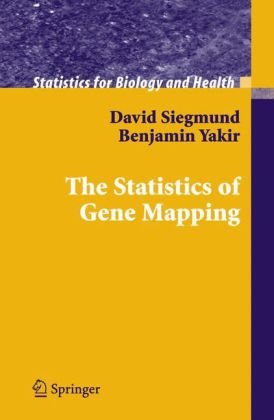 Statistics for Biology and Health
David Siegmund
Benjamin Yakir
The Statistics of
Gene Mapping
Springer